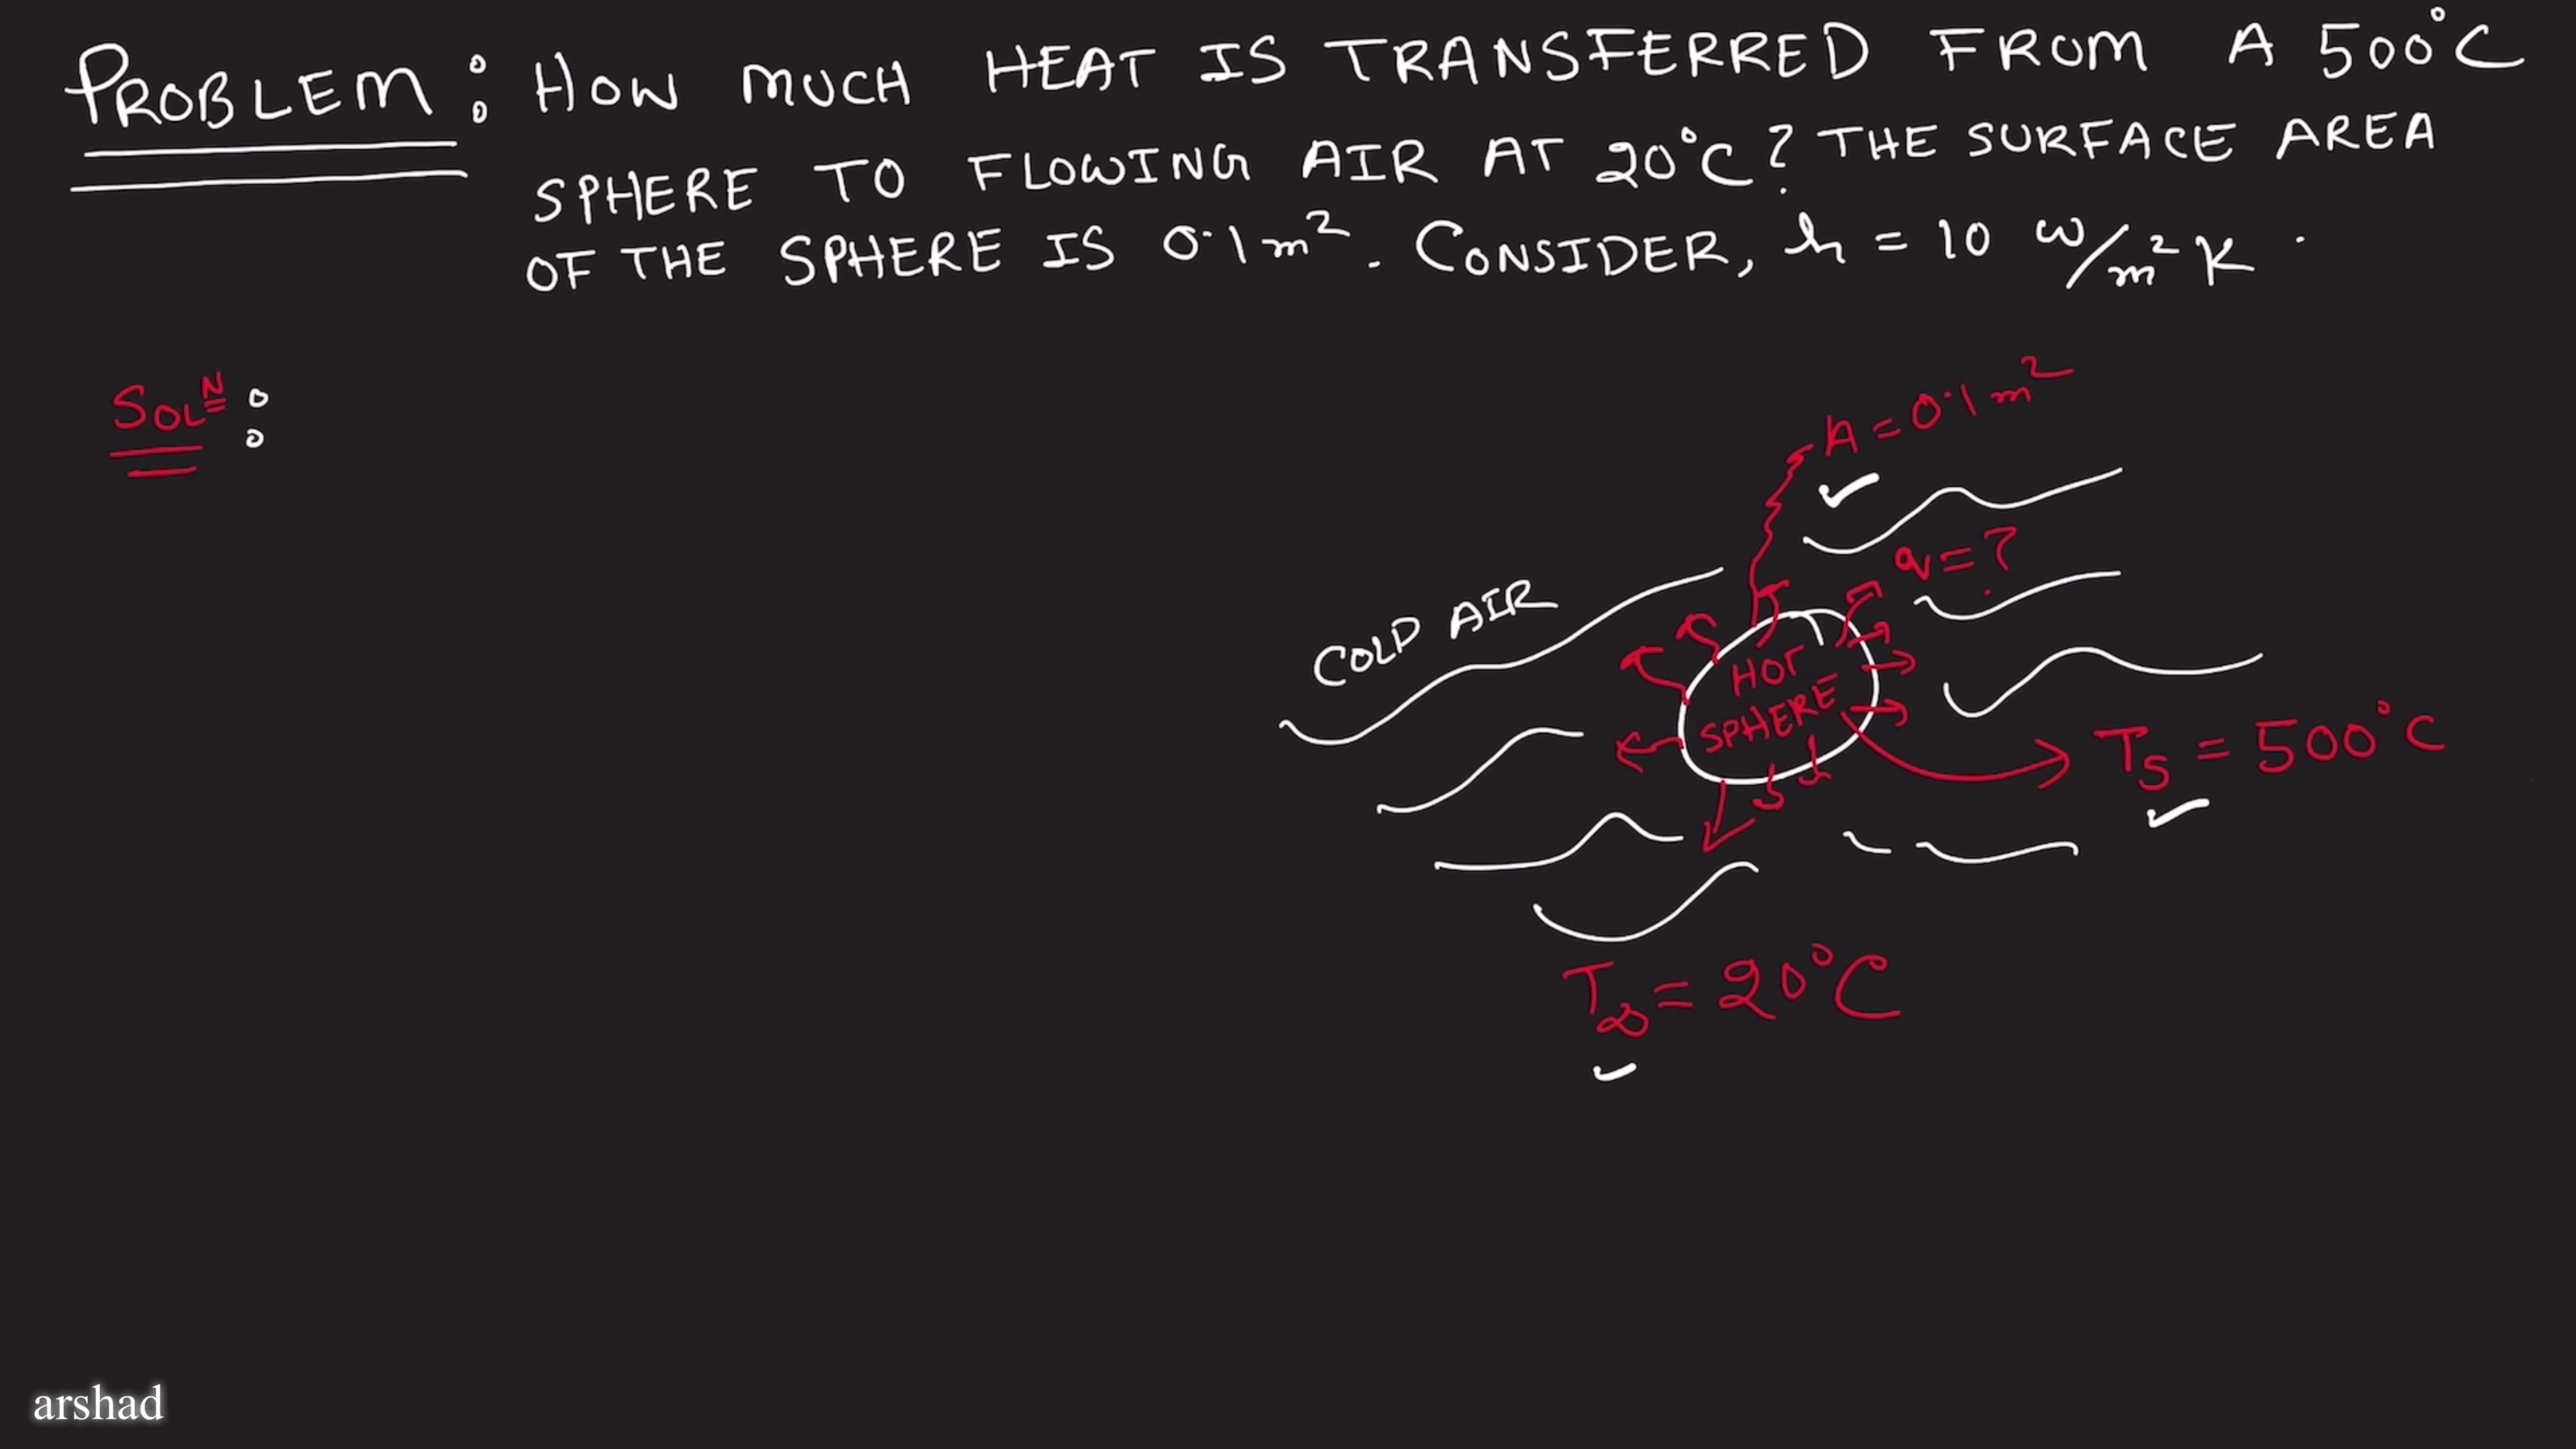 PROBLEM: HOW MUCH HEAT IS TRANSFERRED FROM A 500°C
SPHERE TO FLOWING AIR AT 20°C? THE SURFACE AREA
OF THE SPHERE IS 0.1 m². CONSIDER, h = 10 W/m² K.
SOLN:
A = 0.1 m²
q = ?
COLD AIR
HOT
SPHERE
Ts = 500°C
T∞ = 20°C
arshad